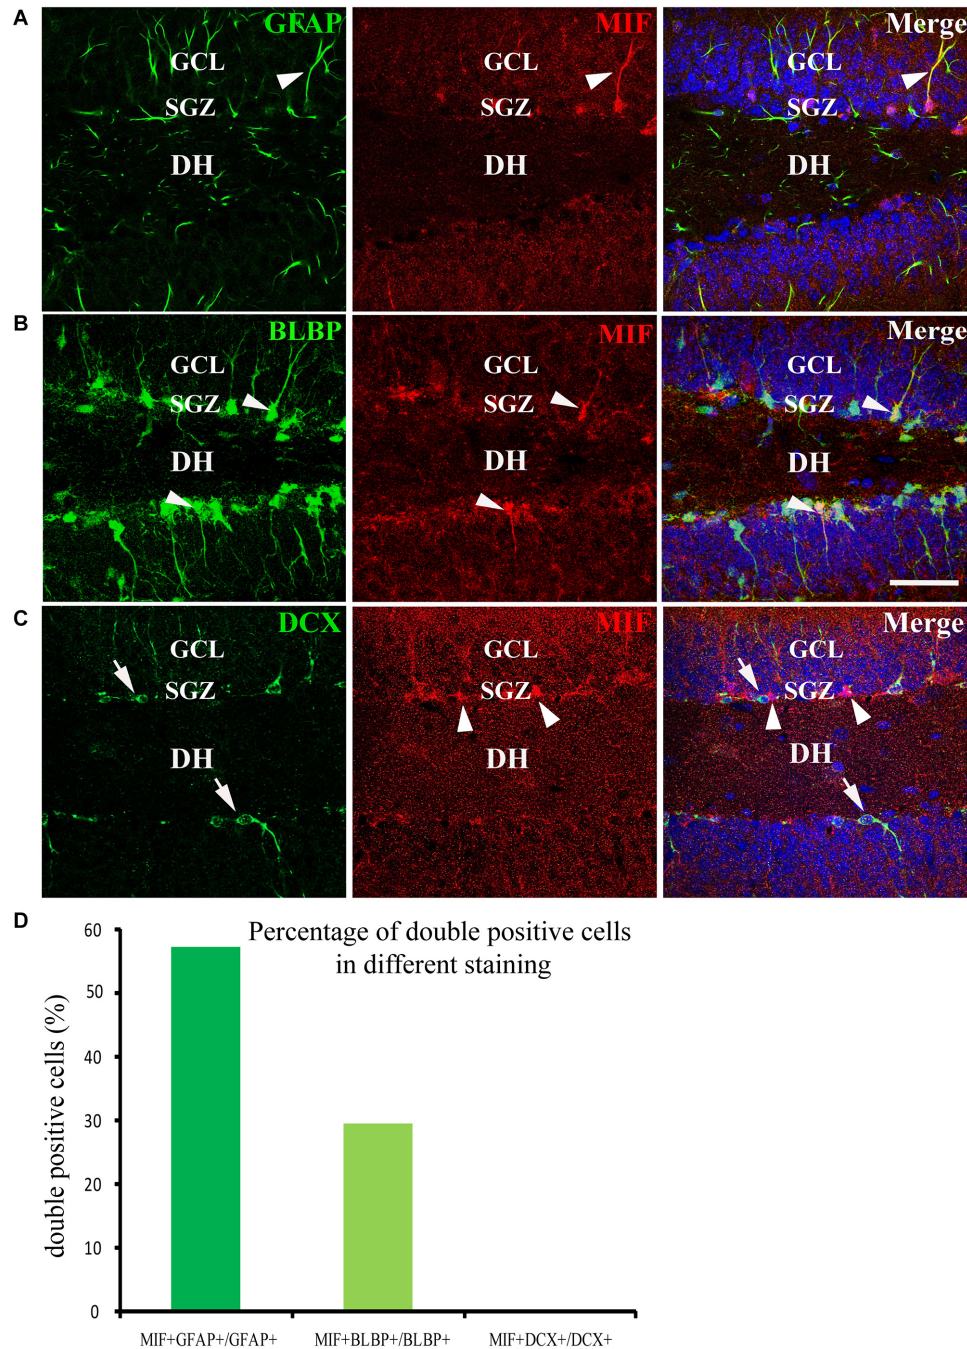 A
GFAP
MIF
Merge
GCL
GCL
GCL
SGZ
SGZ
SGZ
DH
DH
DH
B
BLBP
MIF
Merge
GCL
GCL
GCL
SGZ
SGZ
SGZ
DH
DH
DH
C
DCX
MIF
Merge
GCL
GCL
GCL
SGZ
SGZ
SGZ
DH
DH
DH
D
Percentage of double positive cells
in different staining
double positive cells (%)
60
50
40
30
20
10
0
MIF+GFAP+/GFAP+
MIF+BLBP+/BLBP+
MIF+DCX+/DCX+